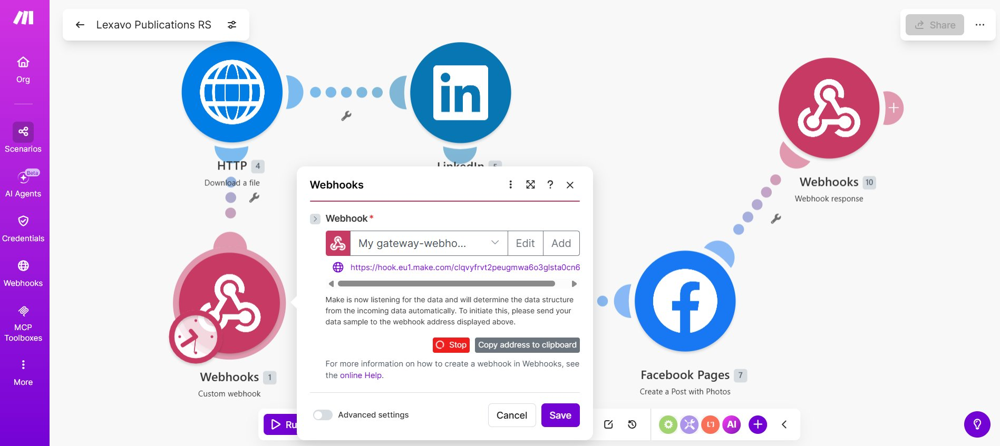 Lexavo Publications RS
Share
Org
Scenarios
Beta
AI Agents
Credentials
Webhooks
MCP
Toolboxes
More
HTTP 4
Download a file
LinkedIn 5
Webhooks 10
Webhook response
Webhooks 1
Custom webhook
Facebook Pages 7
Create a Post with Photos
Webhooks
?
Webhook*
My gateway-webho...
Edit
Add
https://hook.eu1.make.com/clqvyfrvt2peugmwa6o3glsta0cn6
Make is now listening for the data and will determine the data structure
from the incoming data automatically. To initiate this, please send your
data sample to the webhook address displayed above.
Stop
Copy address to clipboard
For more information on how to create a webhook in Webhooks, see
the online Help.
Advanced settings
Cancel
Save
Ru
AI